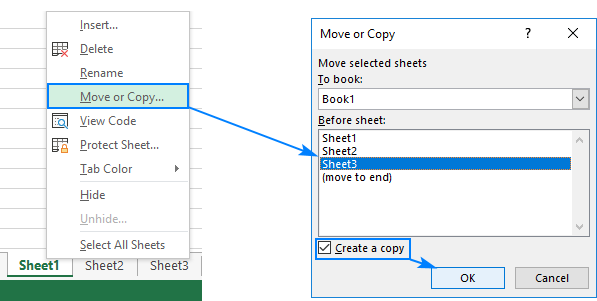 Insert...
Delete
Rename
Move or Copy...
View Code
Protect Sheet...
Tab Color
Hide
Unhide...
Select All Sheets
Sheet1 Sheet2 Sheet3
Move or Copy ? ×
Move selected sheets
To book:
Book1
Before sheet:
Sheet1
Sheet2
Sheet3
(move to end)
Create a copy
OK Cancel